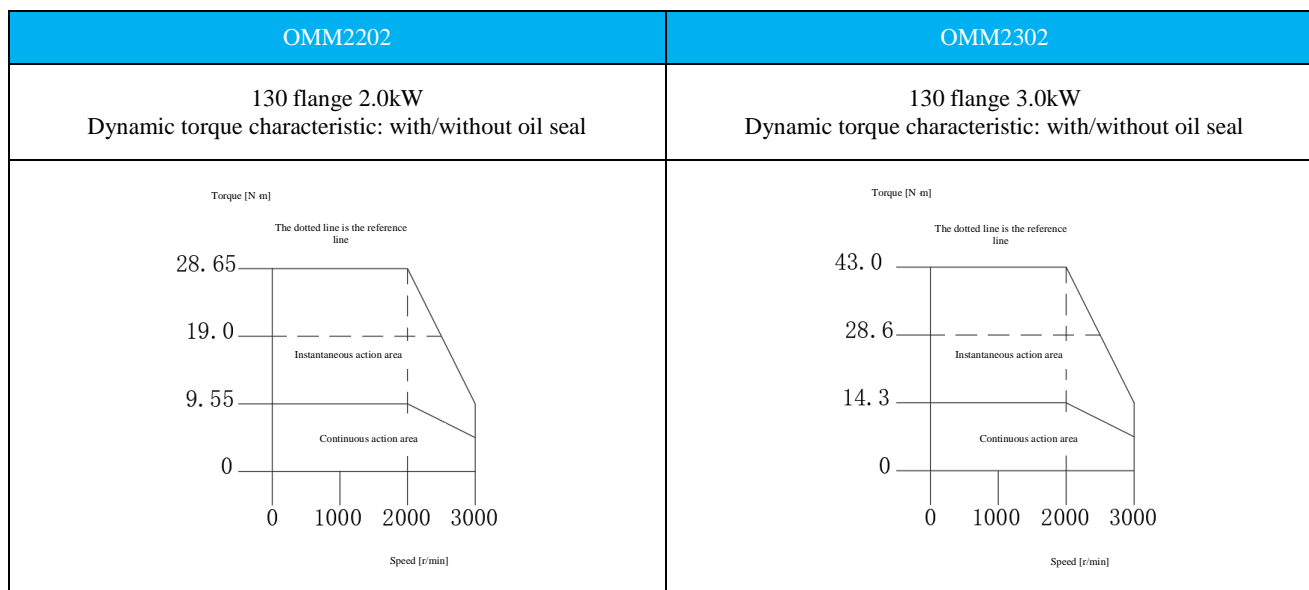 OMM2202
OMM2302
130 flange 2.0kW
Dynamic torque characteristic: with/without oil seal
130 flange 3.0kW
Dynamic torque characteristic: with/without oil seal
Torque [N·m]
The dotted line is the reference
line
28.65
19.0
Instantaneous action area
9.55
Continuous action area
0
0 1000 2000 3000
Speed [r/min]
Torque [N·m]
The dotted line is the reference
line
43.0
28.6
Instantaneous action area
14.3
Continuous action area
0
0 1000 2000 3000
Speed [r/min]